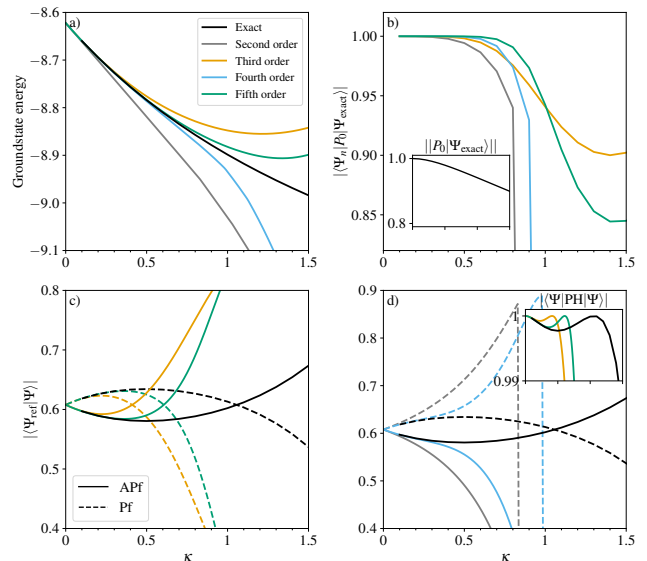 a)
Exact
Second order
Third order
Fourth order
Fifth order
Groundstate energy
−8.6
−8.7
−8.8
−8.9
−9.0
−9.1
0
0.5
1
1.5
b)
|⟨Ψn|P0|Ψexact⟩|
1.00
0.95
0.90
0.85
||P0|Ψexact⟩||
1.0
0.8
0
0.5
1
1.5
c)
|⟨Ψref|Ψ⟩|
0.8
0.7
0.6
0.5
0.4
APf
Pf
0
0.5
1
1.5
κ
d)
0.9
0.8
0.7
0.6
0.5
0.4
|⟨Ψ|PH|Ψ⟩|
1
0.99
0
0.5
1
1.5
κ